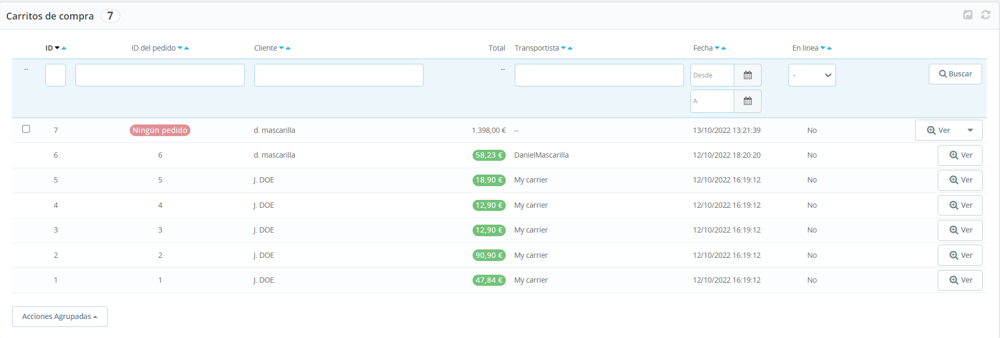 Carritos de compra 7
ID ID del pedido Cliente Total Transportista Fecha En línea
-- -- Desde - Buscar
A
7 Ningún pedido d. mascarilla 1.398,00 € -- 13/10/2022 13:21:39 No Ver
6 6 d. mascarilla 58,23 € DanielMascarilla 12/10/2022 18:20:20 No Ver
5 5 J. DOE 18,90 € My carrier 12/10/2022 16:19:12 No Ver
4 4 J. DOE 12,90 € My carrier 12/10/2022 16:19:12 No Ver
3 3 J. DOE 12,90 € My carrier 12/10/2022 16:19:12 No Ver
2 2 J. DOE 90,90 € My carrier 12/10/2022 16:19:12 No Ver
1 1 J. DOE 47,84 € My carrier 12/10/2022 16:19:12 No Ver
Acciones Agrupadas